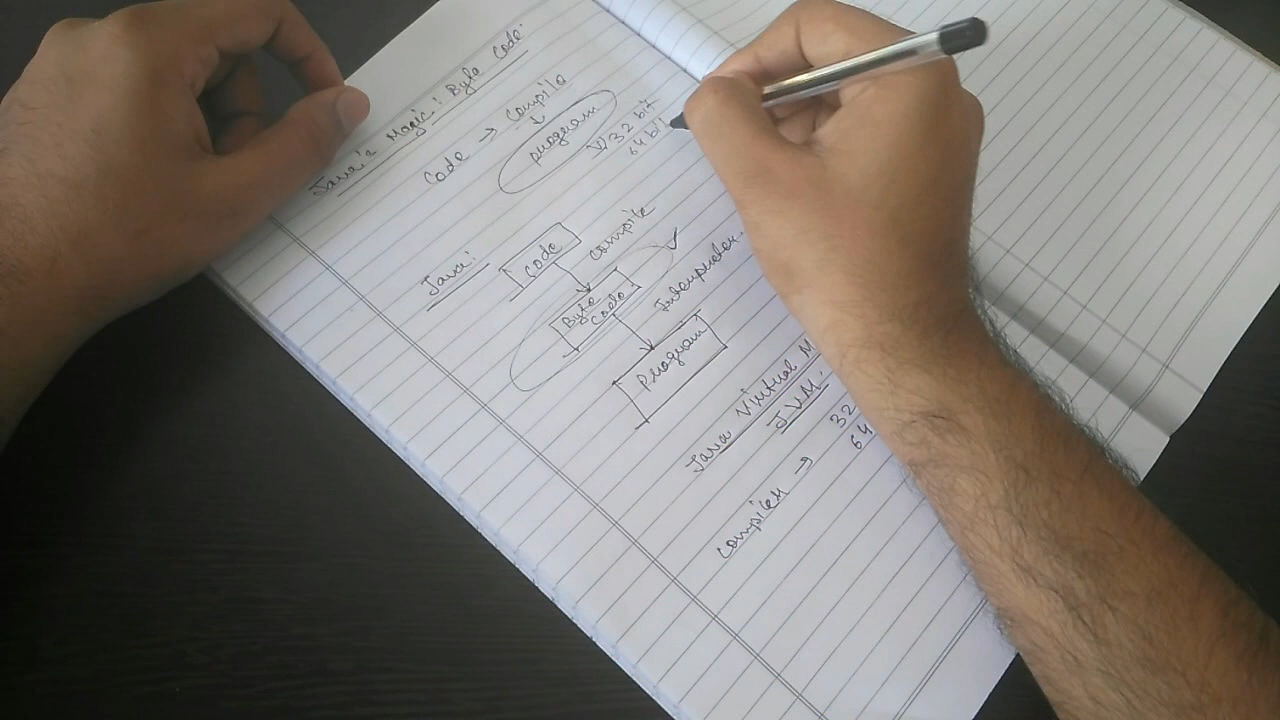 Java's Magic : Byte Code
Code → Compile
program
32 bit
64 bit
Java :
Code
compile
Byte
Code
Interpreter.
Program
Java Virtual M
J.V.M.
32
64
Compiler →